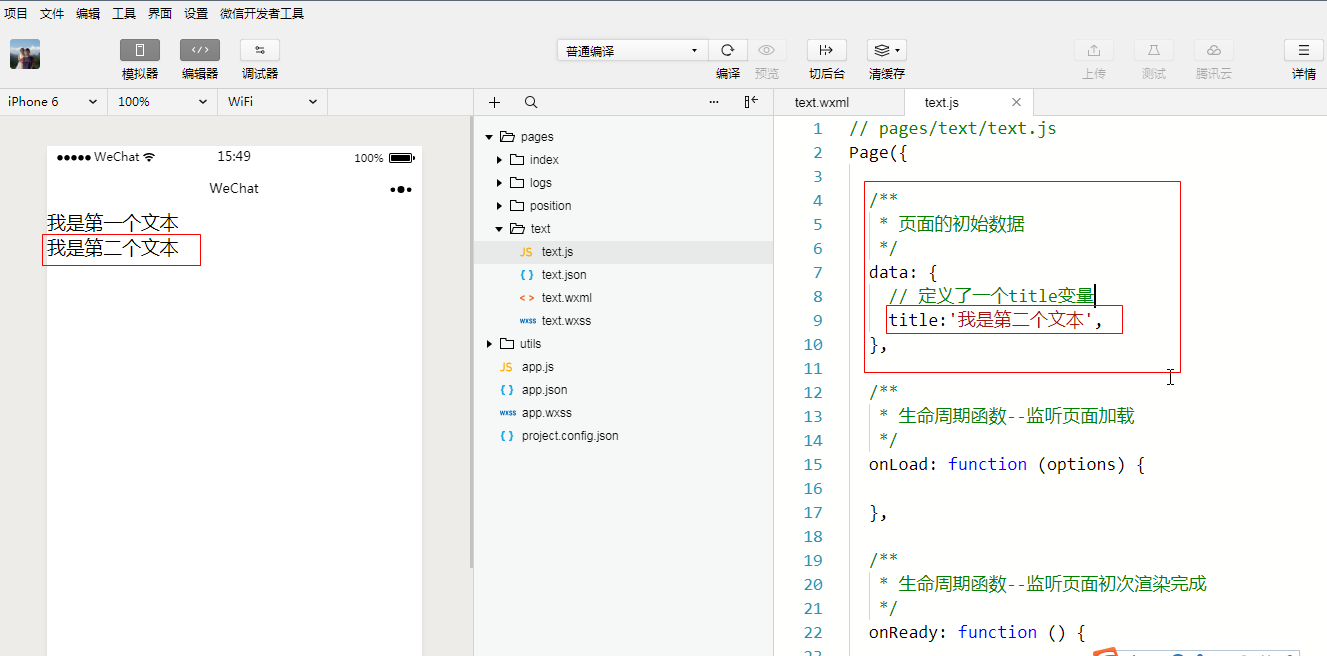 项目 文件 编辑 工具 界面 设置 微信开发者工具
模拟器 编辑器 调试器
普通编译
编译 预览 切后台 清缓存 上传 测试 腾讯云 详情
iPhone 6 100% WiFi
WeChat 15:49 100%
WeChat
我是第一个文本
我是第二个文本
pages
index
logs
position
text
JS text.js
{ } text.json
< > text.wxml
wxss text.wxss
utils
JS app.js
{ } app.json
wxss app.wxss
{ } project.config.json
text.wxml text.js
1 // pages/text/text.js
2 Page({
3
4 /**
5 * 页面的初始数据
6 */
7 data: {
8 // 定义了一个title变量
9 title:'我是第二个文本',
10 },
11
12 /**
13 * 生命周期函数--监听页面加载
14 */
15 onLoad: function (options) {
16
17 },
18
19 /**
20 * 生命周期函数--监听页面初次渲染完成
21 */
22 onReady: function () {